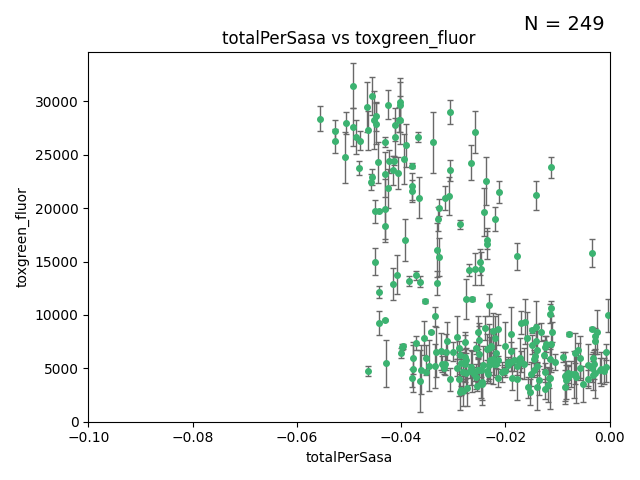 N = 249
totalPerSasa vs toxgreen_fluor
30000
25000
20000
15000
10000
5000
0
toxgreen_fluor
−0.10 −0.08 −0.06 −0.04 −0.02 0.00
totalPerSasa